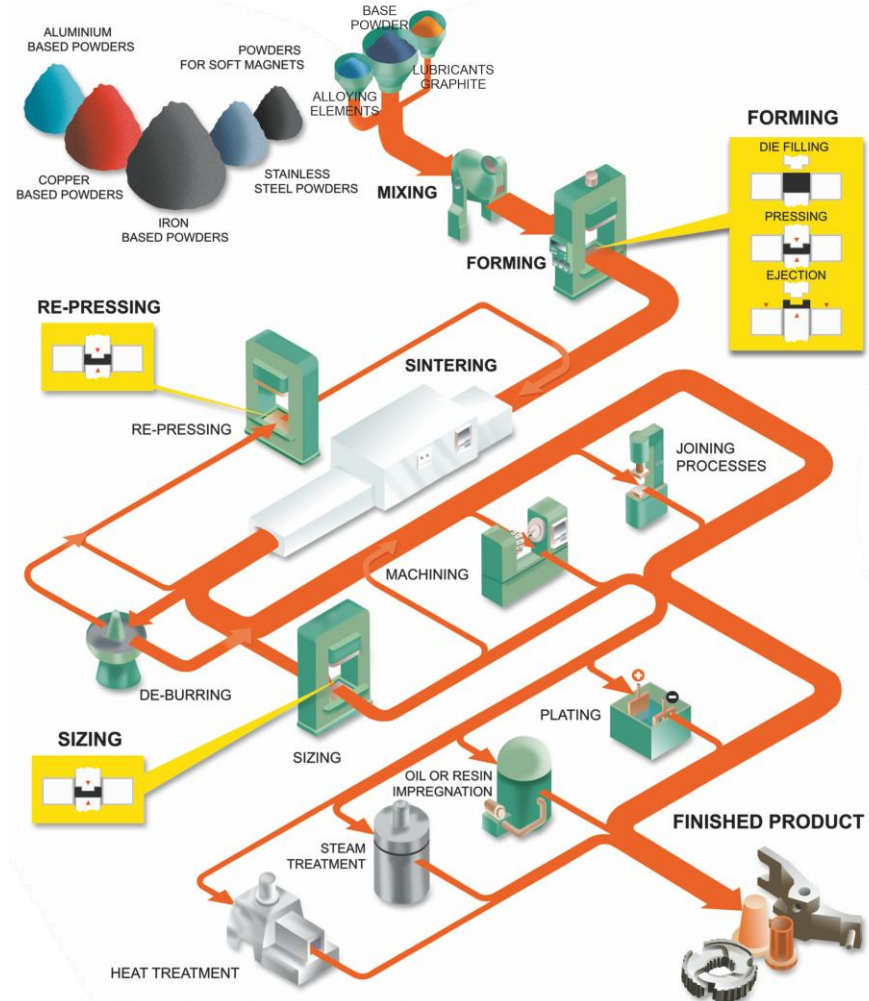 ALUMINIUM
BASED POWDERS
POWDERS
FOR SOFT MAGNETS
COPPER
BASED POWDERS
STAINLESS
STEEL POWDERS
IRON
BASED POWDERS
BASE
POWDER
LUBRICANTS
GRAPHITE
ALLOYING
ELEMENTS
MIXING
FORMING
FORMING
DIE FILLING
PRESSING
EJECTION
RE-PRESSING
RE-PRESSING
SINTERING
JOINING
PROCESSES
MACHINING
DE-BURRING
SIZING
SIZING
PLATING
OIL OR RESIN
IMPREGNATION
STEAM
TREATMENT
HEAT TREATMENT
FINISHED PRODUCT